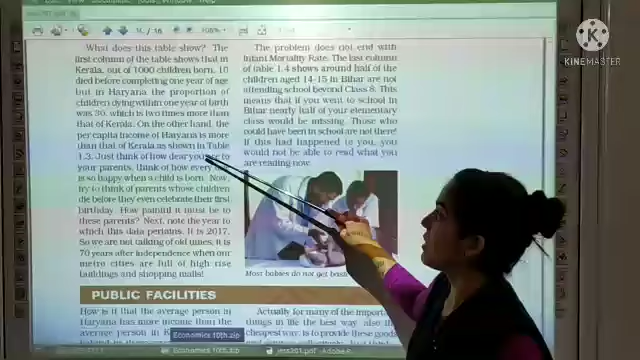 108%
KINEMASTER
What does this table show? The
first column of the table shows that in
Kerala, out of 1000 children born, 10
died before completing one year of age
but in Haryana the proportion of
children dying within one year of birth
was 30, which is two times more than
that of Kerala. On the other hand, the
per capita income of Haryana is more
than that of Kerala as shown in Table
1.3. Just think of how dear you are to
your parents, think of how every
is so happy when a child is born. Now,
try to think of parents whose children
die before they even celebrate their first
birthday. How painful it must be to
these parents? Next, note the year to
which this data pertains. It is 2017.
So we are not talking of old times; it is
70 years after independence when our
metro cities are full of high rise
buildings and shopping malls!
The problem does not end with
Infant Mortality Rate. The last column
of table 1.4 shows around half of the
children aged 14-15 in Bihar are not
attending school beyond Class 8. This
means that if you went to school in
Bihar nearly half of your elementary
class would be missing. Those who
could have been in school are not there!
If this had happened to you, you
would not be able to read what you
are reading now.
Most babies do not get basic
PUBLIC FACILITIES
How is it that the average person in
Haryana has more income than the
average person in
Actually for many of the important
things in life the best way, also the
cheapest way, is to provide these goods
Economics 10th.zip
Economics 10th.zip
jess201.pdf